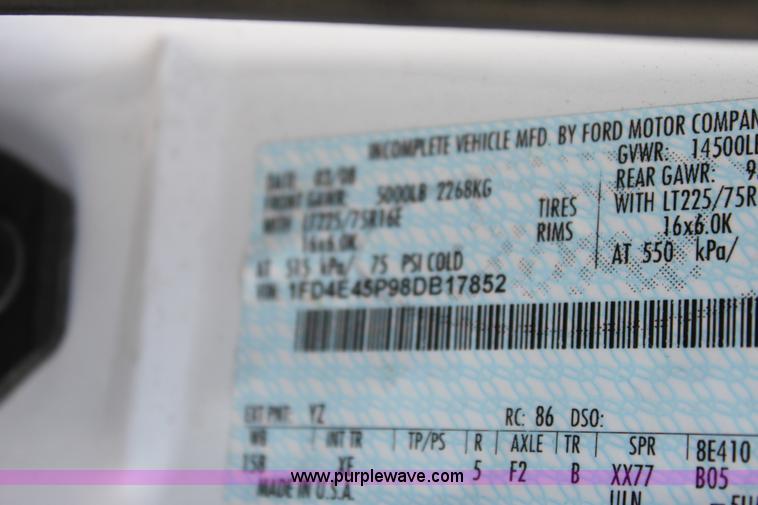 INCOMPLETE VEHICLE MFD. BY FORD MOTOR COMPAN
DATE: 03/08 GVWR: 14500LB
FRONT GAWR: 5000LB 2268KG REAR GAWR: 9
WITH LT225/75R16E TIRES WITH LT225/75R
16x6.0K RIMS 16x6.0K
AT 515 kPa/ 75 PSI COLD AT 550 kPa/
VIN: 1FD4E45P98DB17852
EXT PNT: YZ RC: 86 DSO:
WB INT TR TP/PS R AXLE TR SPR 8E410
158 XE 5 F2 B XX77 B05
MADE IN U.S.A.
www.purplewave.com